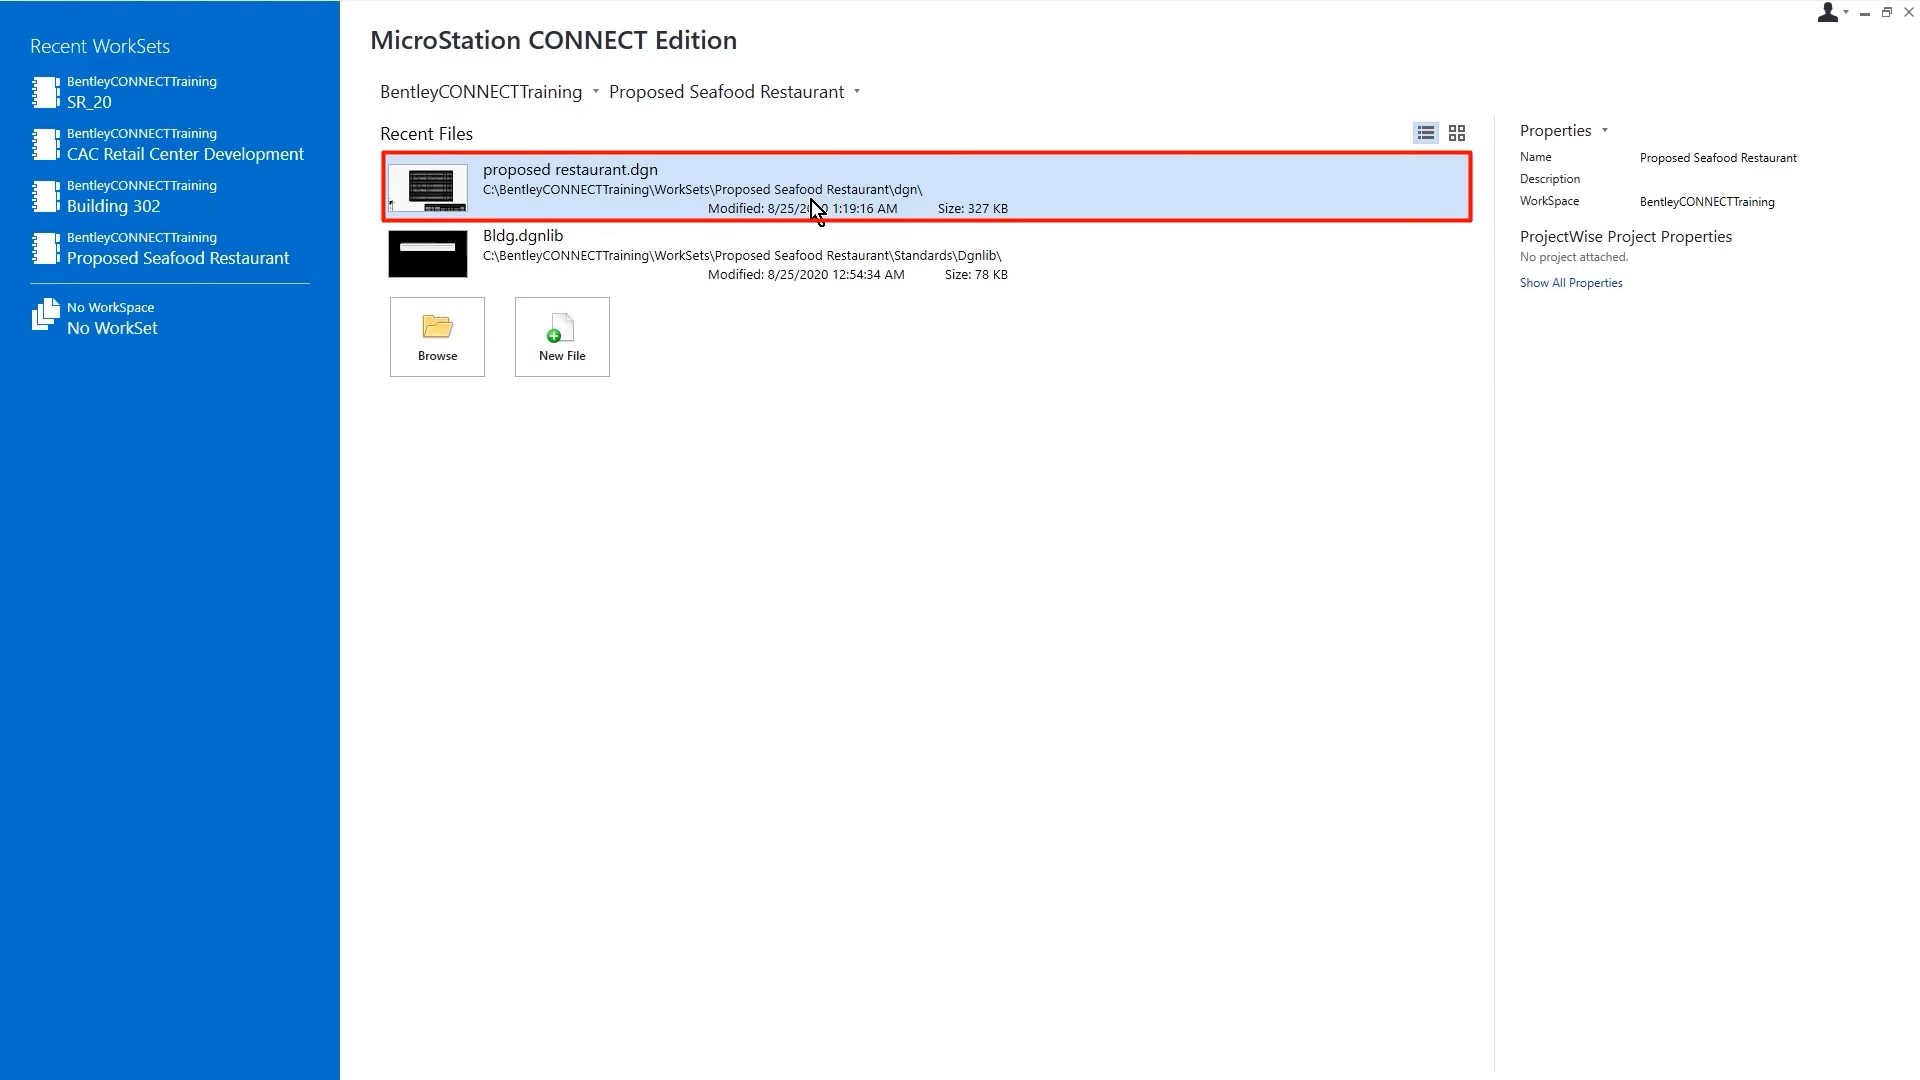 Recent WorkSets
BentleyCONNECTTraining
SR_20
BentleyCONNECTTraining
CAC Retail Center Development
BentleyCONNECTTraining
Building 302
BentleyCONNECTTraining
Proposed Seafood Restaurant
No WorkSpace
No WorkSet
MicroStation CONNECT Edition
BentleyCONNECTTraining Proposed Seafood Restaurant
Recent Files
proposed restaurant.dgn
C:\BentleyCONNECTTraining\WorkSets\Proposed Seafood Restaurant\dgn\
Modified: 8/25/2 0 1:19:16 AM Size: 327 KB
Bldg.dgnlib
C:\BentleyCONNECTTraining\WorkSets\Proposed Seafood Restaurant\Standards\Dgnlib\
Modified: 8/25/2020 12:54:34 AM Size: 78 KB
Browse
New File
Properties
Name Proposed Seafood Restaurant
Description
WorkSpace BentleyCONNECTTraining
ProjectWise Project Properties
No project attached.
Show All Properties